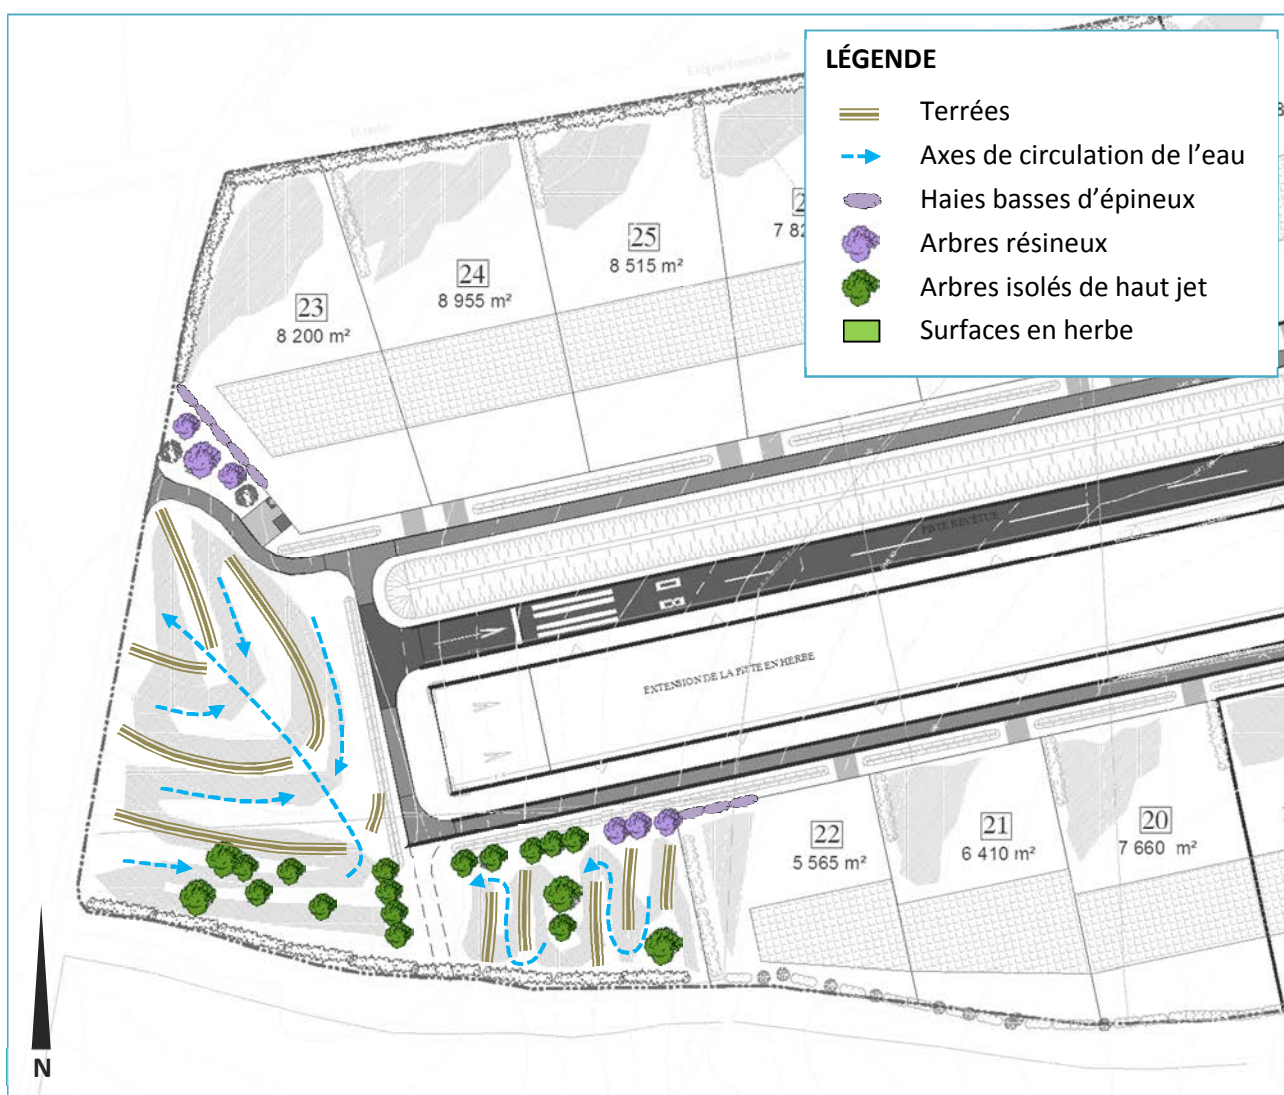 Départementale
LÉGENDE
Terrées
Axes de circulation de l'eau
Haies basses d'épineux
Arbres résineux
Arbres isolés de haut jet
Surfaces en herbe
23
8 200 m²
24
8 955 m²
25
8 515 m²
PISTE REVÊTUE
EXTENSION DE LA PISTE EN HERBE
22
5 565 m²
21
6 410 m²
20
7 660 m²
N